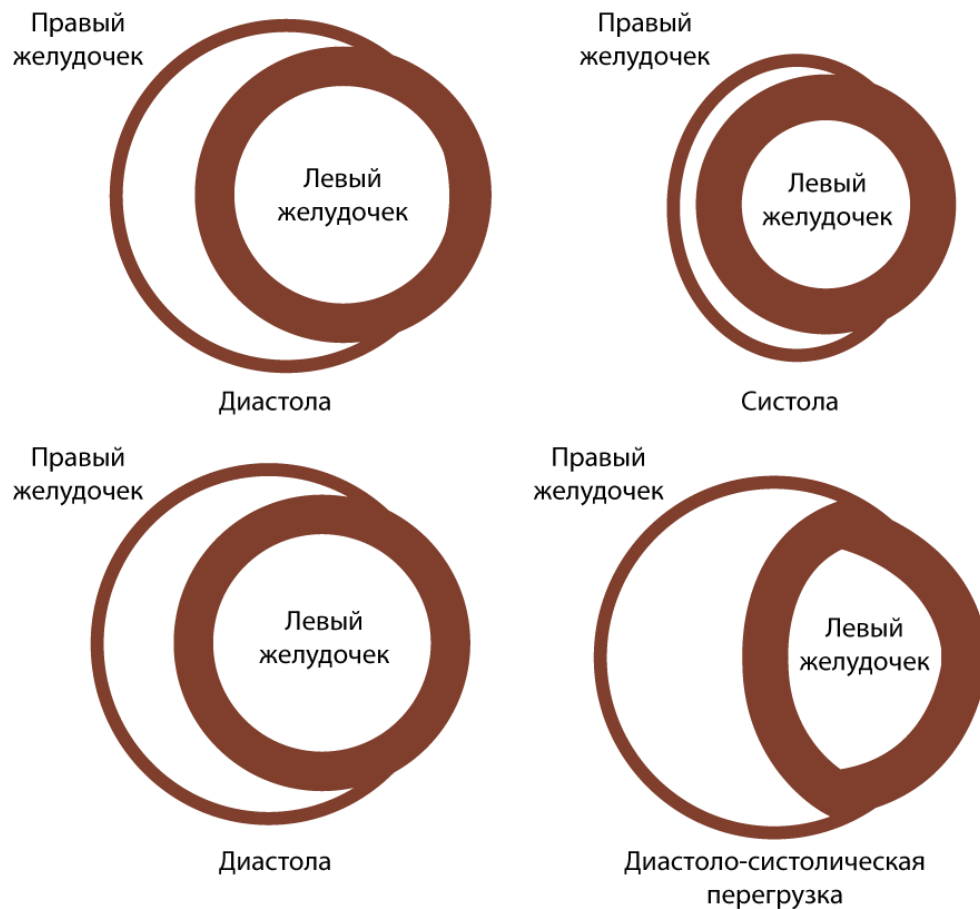 Правый
желудочек
Левый
желудочек
Диастола
Правый
желудочек
Левый
желудочек
Систола
Правый
желудочек
Левый
желудочек
Диастола
Правый
желудочек
Левый
желудочек
Диастоло-систолическая
перегрузка